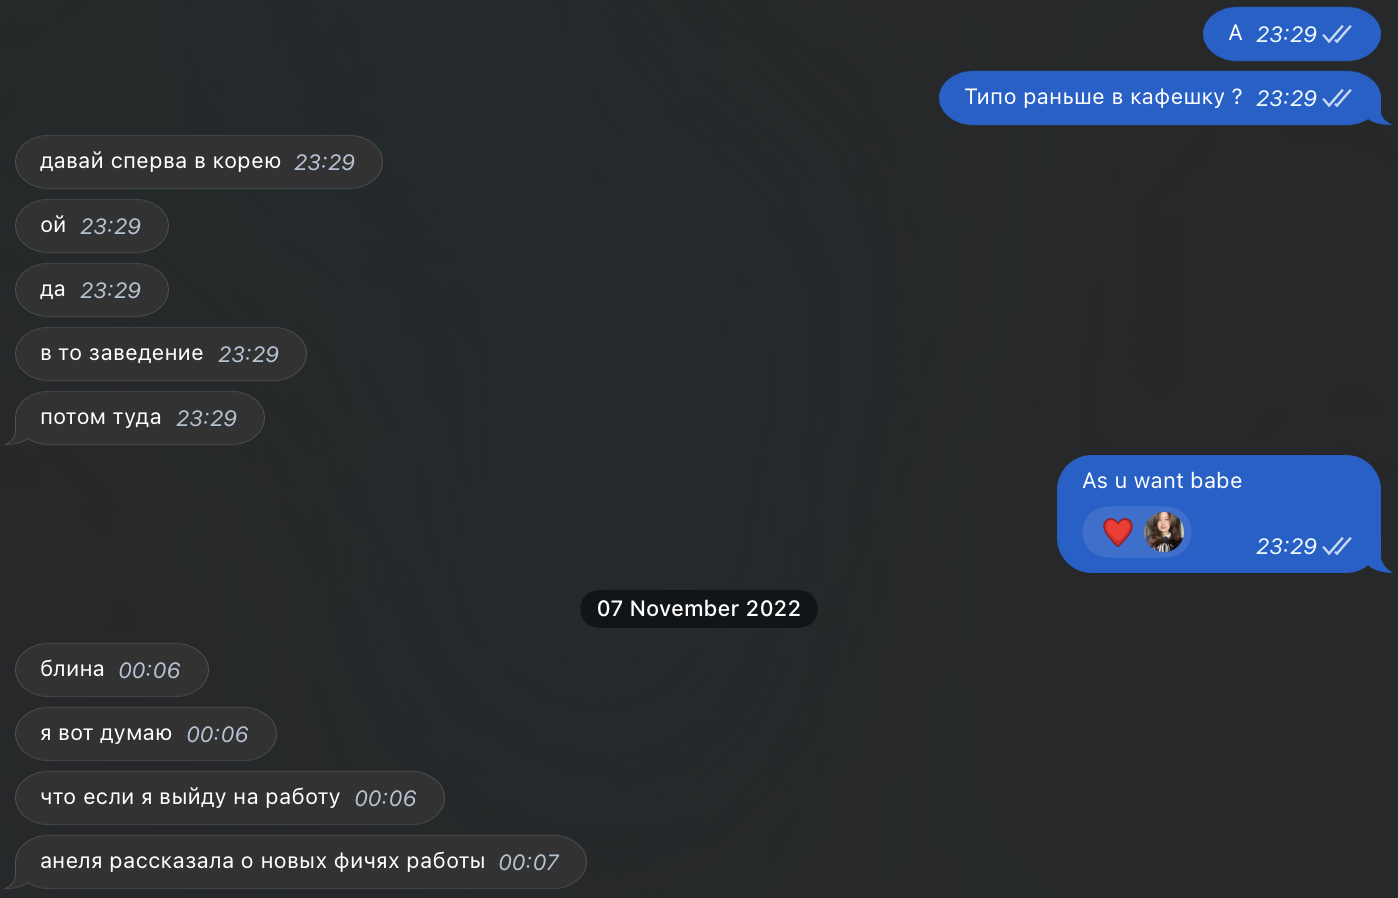 А 23:29
Типо раньше в кафешку ? 23:29
давай сперва в корею 23:29
ой 23:29
да 23:29
в то заведение 23:29
потом туда 23:29
As u want babe
23:29
07 November 2022
блина 00:06
я вот думаю 00:06
что если я выйду на работу 00:06
анеля рассказала о новых фичях работы 00:07